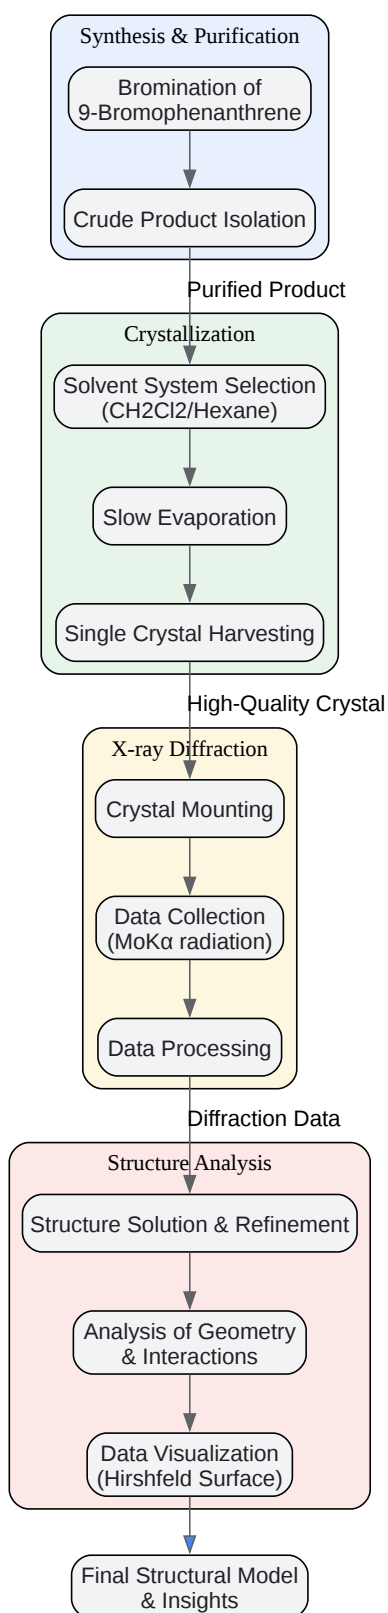 Synthesis & Purification
Bromination of
9-Bromophenanthrene
Crude Product Isolation
Purified Product
Crystallization
Solvent System Selection
(CH2Cl2/Hexane)
Slow Evaporation
Single Crystal Harvesting
High-Quality Crystal
X-ray Diffraction
Crystal Mounting
Data Collection
(MoKα radiation)
Data Processing
Diffraction Data
Structure Analysis
Structure Solution & Refinement
Analysis of Geometry
& Interactions
Data Visualization
(Hirshfeld Surface)
Final Structural Model
& Insights